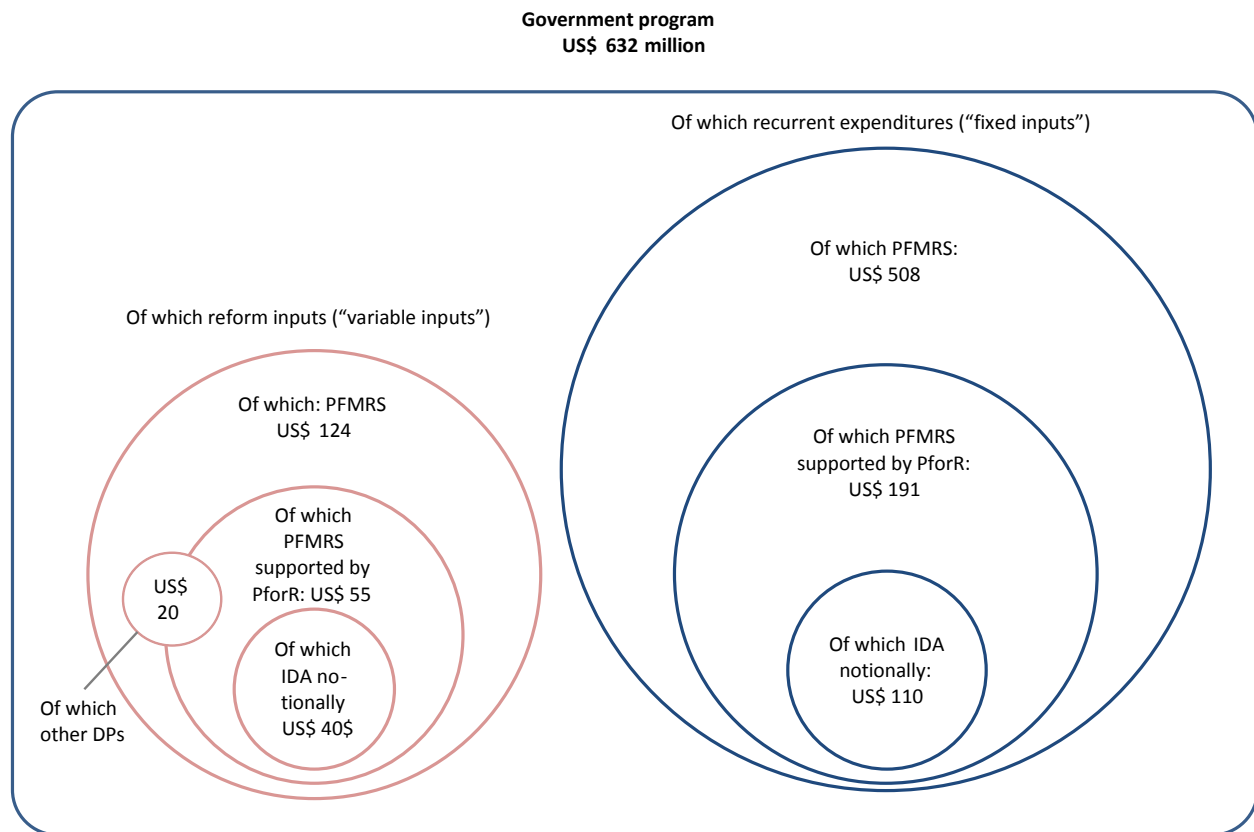 Government program
US$ 632 million
Of which recurrent expenditures (“fixed inputs”)
Of which PFMRS:
US$ 508
Of which reform inputs (“variable inputs”)
Of which: PFMRS
US$ 124
Of which PFMRS
supported by PforR:
US$ 191
Of which
PFMRS
supported by
PforR: US$ 55
US$
20
Of which
IDA no-
tionally
US$ 40$
Of which IDA
notionally:
US$ 110
Of which
other DPs